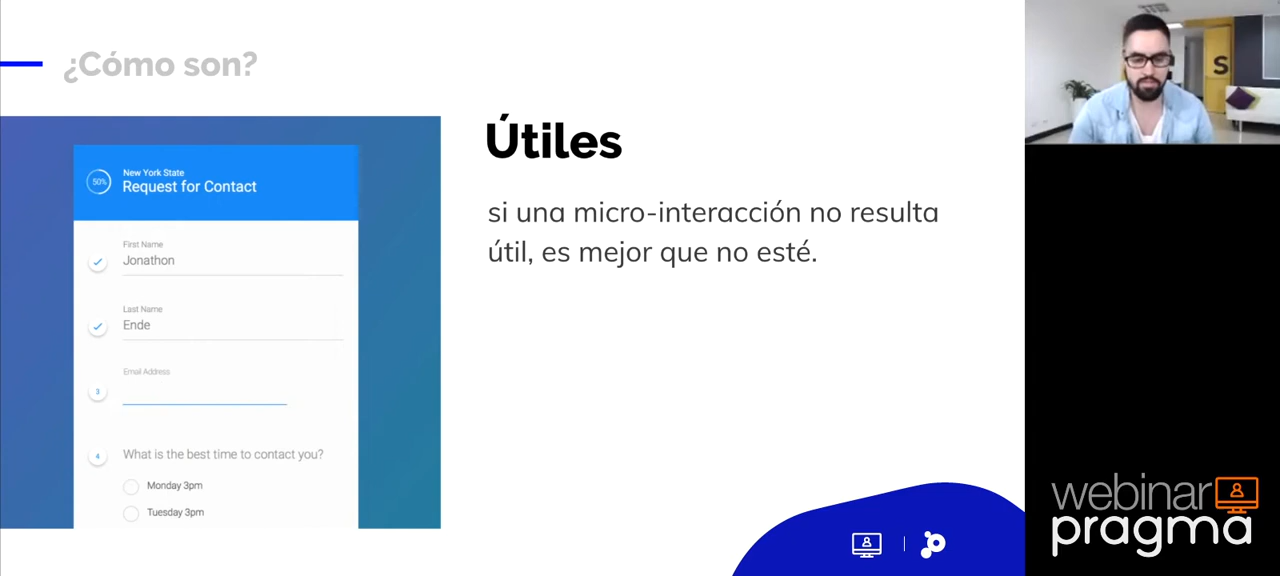 ¿Cómo son?
50%
New York State
Request for Contact
First Name
Jonathon
Last Name
Ende
3
Email Address
4
What is the best time to contact you?
Monday 3pm
Tuesday 3pm
Útiles
si una micro-interacción no resulta
útil, es mejor que no esté.
S
webinar
pragma